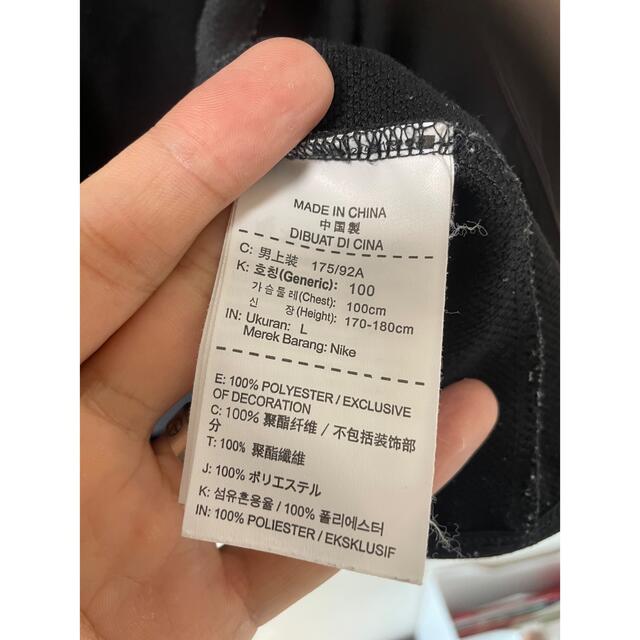 MADE IN CHINA
中国製
DIBUAT DI CINA
C: 男上装 175/92A
K: 호칭(Generic): 100
가슴둘레(Chest): 100cm
신 장(Height): 170-180cm
IN: Ukuran: L
Merek Barang: Nike
E: 100% POLYESTER / EXCLUSIVE
OF DECORATION
C: 100% 聚酯纤维 / 不包括装饰部
分
T: 100% 聚酯纖維
J: 100% ポリエステル
K: 섬유혼용율 / 100% 폴리에스터
IN: 100% POLIESTER / EKSKLUSIF